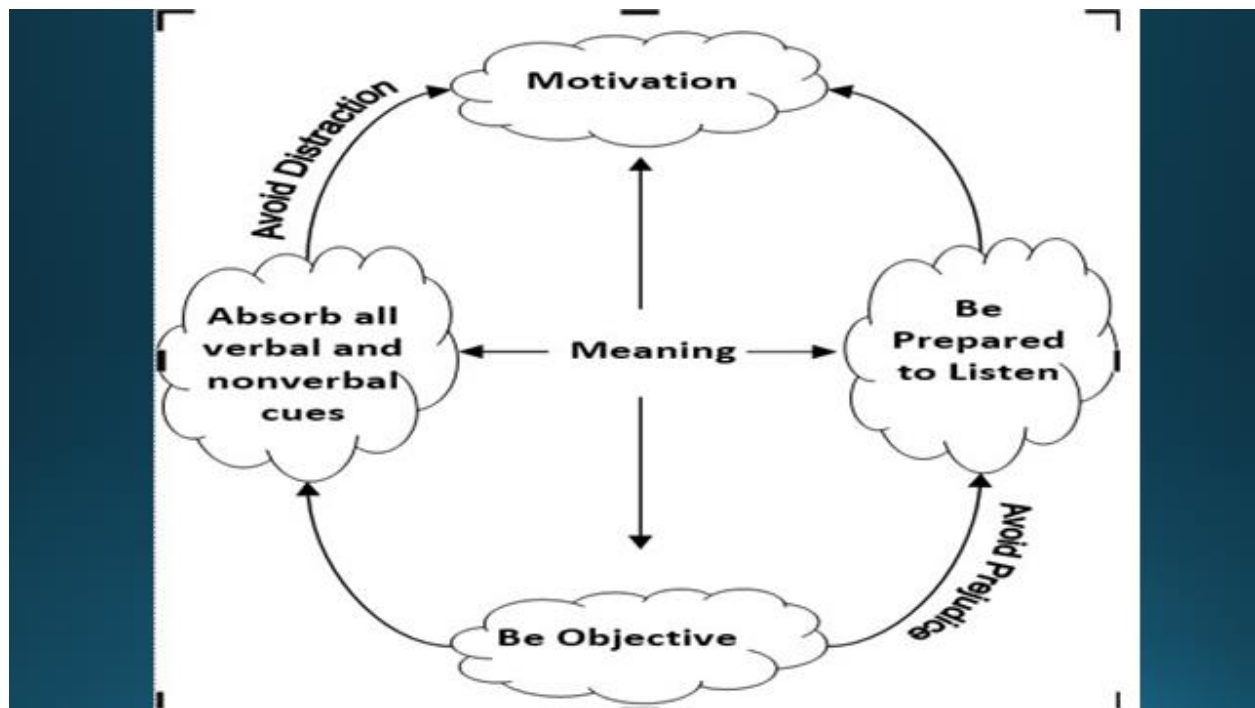 Motivation
Avoid Distraction
Absorb all
verbal and
nonverbal
cues
Meaning
Be
Prepared
to Listen
Avoid Prejudice
Be Objective